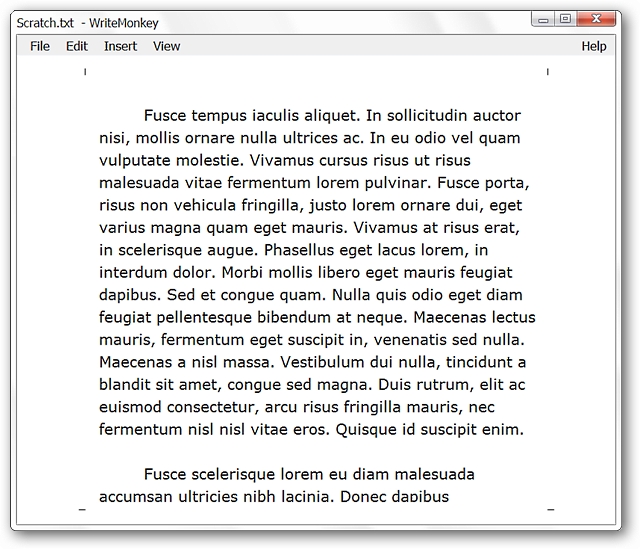 Scratch.txt - WriteMonkey
File Edit Insert View Help
Fusce tempus iaculis aliquet. In sollicitudin auctor
nisi, mollis ornare nulla ultrices ac. In eu odio vel quam
vulputate molestie. Vivamus cursus risus ut risus
malesuada vitae fermentum lorem pulvinar. Fusce porta,
risus non vehicula fringilla, justo lorem ornare dui, eget
varius magna quam eget mauris. Vivamus at risus erat,
in scelerisque augue. Phasellus eget lacus lorem, in
interdum dolor. Morbi mollis libero eget mauris feugiat
dapibus. Sed et congue quam. Nulla quis odio eget diam
feugiat pellentesque bibendum at neque. Maecenas lectus
mauris, fermentum eget suscipit in, venenatis sed nulla.
Maecenas a nisl massa. Vestibulum dui nulla, tincidunt a
blandit sit amet, congue sed magna. Duis rutrum, elit ac
euismod consectetur, arcu risus fringilla mauris, nec
fermentum nisl nisl vitae eros. Quisque id suscipit enim.
Fusce scelerisque lorem eu diam malesuada
accumsan ultricies nibh lacinia. Donec dapibus